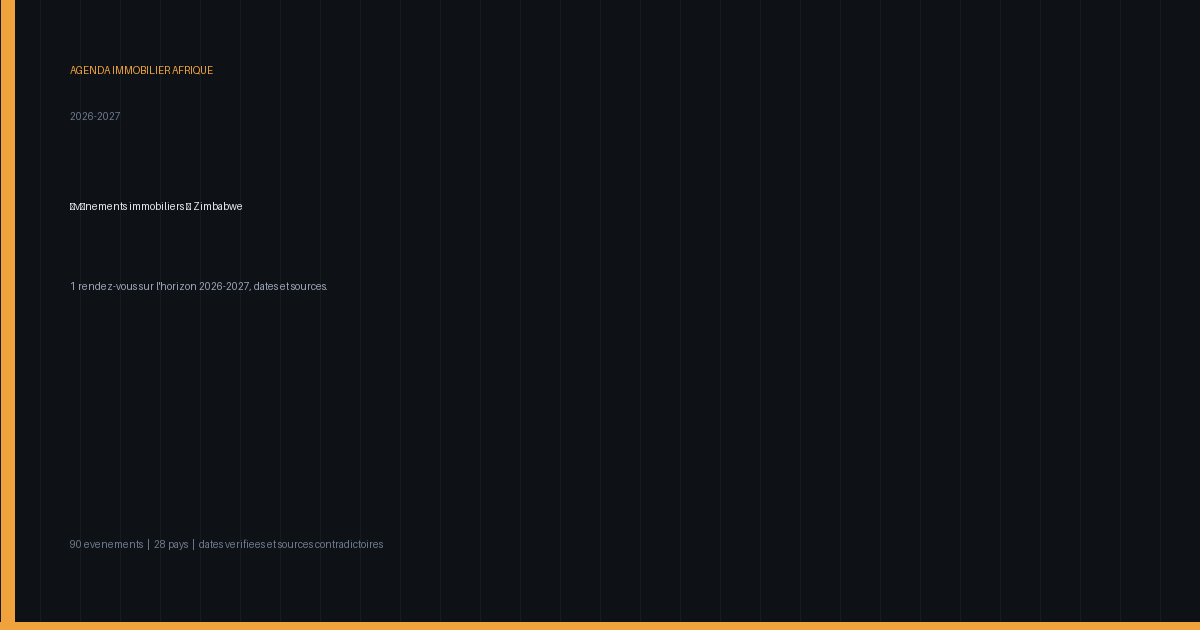 AGENDA IMMOBILIER AFRIQUE
2026-2027
▯v▯nements immobiliers ▯ Zimbabwe
1 rendez-vous sur l'horizon 2026-2027, dates et sources.
90 evenements | 28 pays | dates verifiees et sources contradictoires